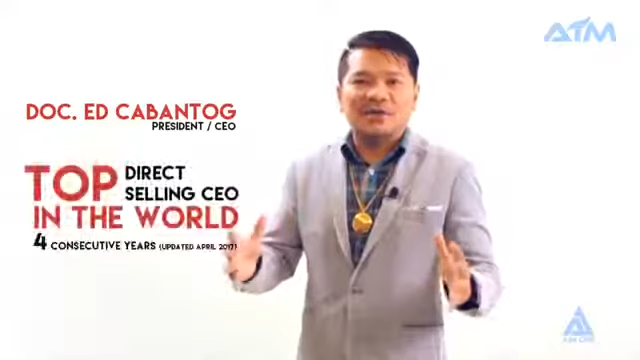 ATM
DOC. ED CABANTOG
PRESIDENT / CEO
TOP DIRECT
SELLING CEO
IN THE WORLD
4 CONSECUTIVE YEARS (UPDATED APRIL 2017)